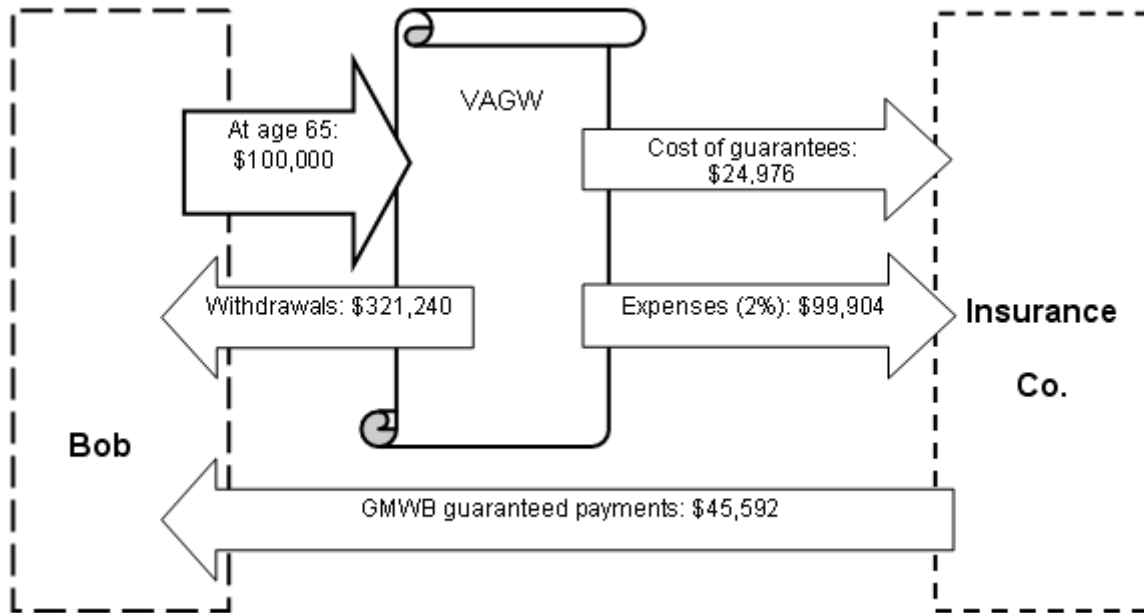 VAGW
At age 65:
$100,000
Cost of guarantees:
$24,976
Withdrawals: $321,240
Expenses (2%): $99,904
Insurance
Co.
Bob
GMWB guaranteed payments: $45,592